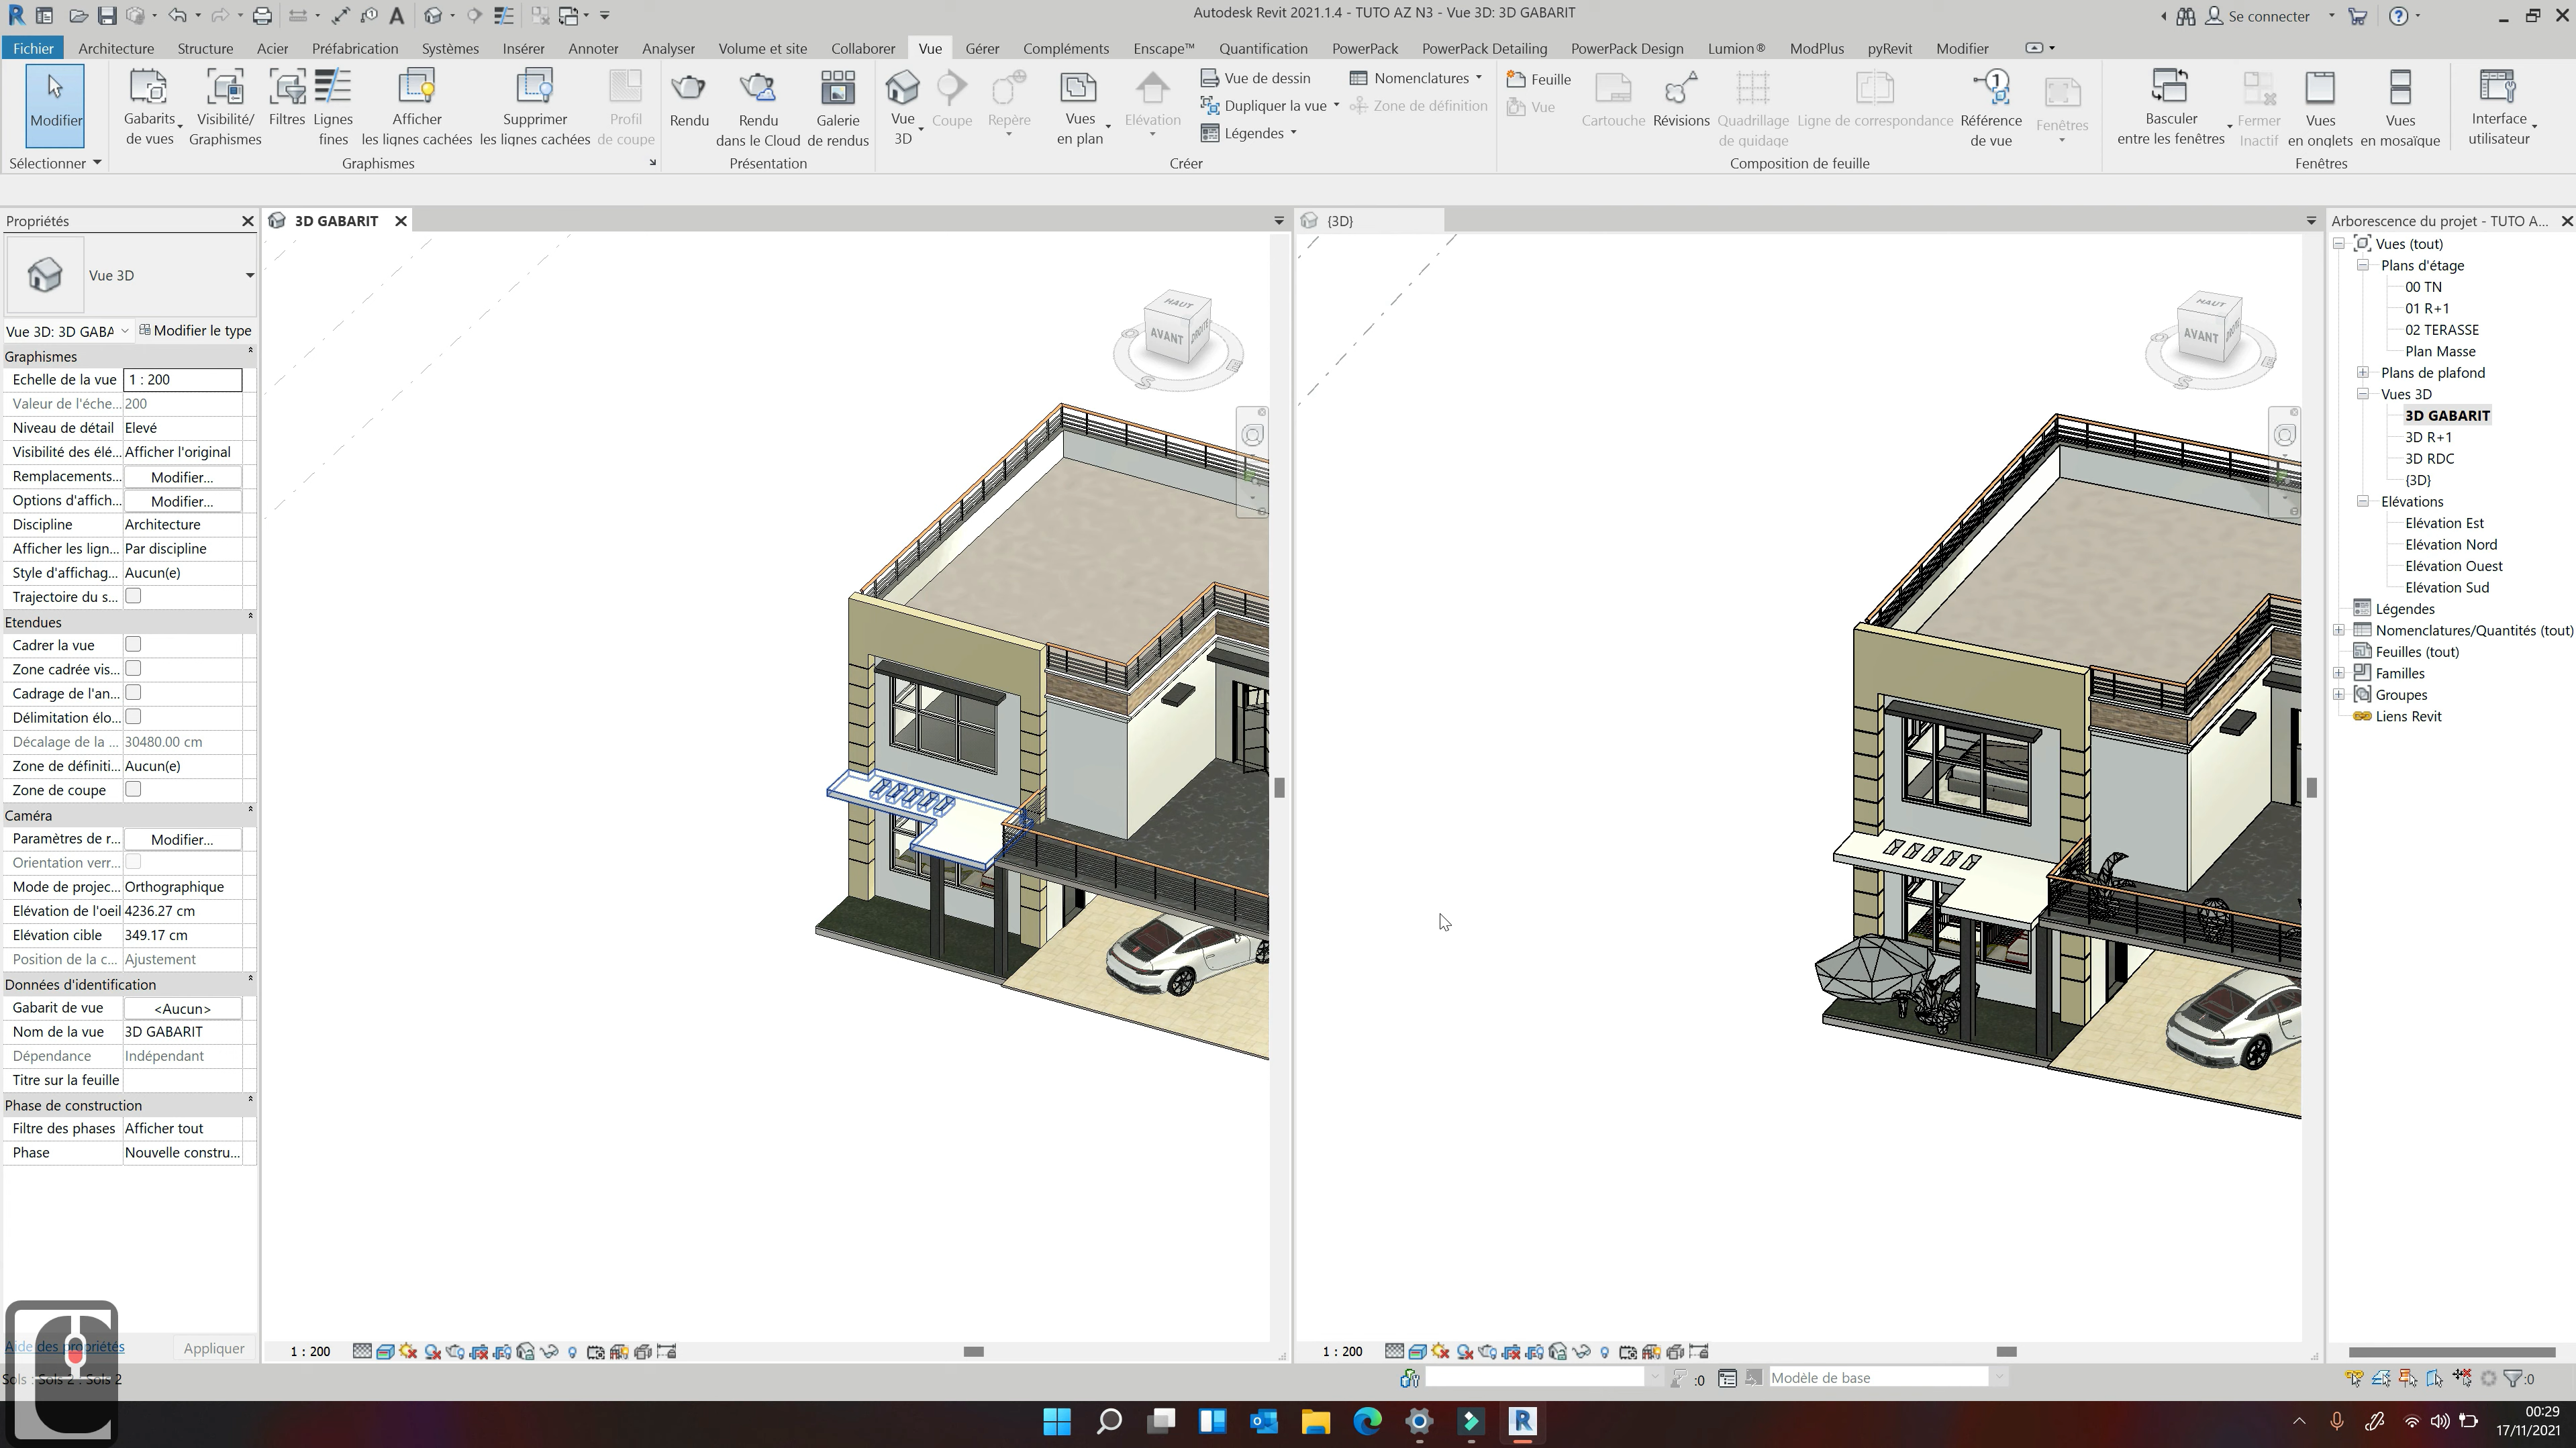 Autodesk Revit 2021.1.4 - TUTO AZ N3 - Vue 3D: 3D GABARIT
Se connecter
Fichier Architecture Structure Acier Préfabrication Systèmes Insérer Annoter Analyser Volume et site Collaborer Vue Gérer Compléments Enscape™ Quantification PowerPack PowerPack Detailing PowerPack Design Lumion® ModPlus pyRevit Modifier
Modifier
Gabarits de vues
Visibilité/ Graphismes
Filtres
Lignes fines
Afficher les lignes cachées
Supprimer les lignes cachées
Profil de coupe
Rendu
Rendu dans le Cloud
Galerie de rendus
Vue 3D
Coupe
Repère
Vues en plan
Elévation
Vue de dessin
Dupliquer la vue
Légendes
Nomenclatures
Zone de définition
Feuille
Vue
Cartouche
Révisions
Quadrillage de guidage
Ligne de correspondance
Référence de vue
Fenêtres
Basculer entre les fenêtres
Fermer Inactif
Vues en onglets
Vues en mosaïque
Interface utilisateur
Sélectionner Graphismes Présentation Créer Composition de feuille Fenêtres
Propriétés
Vue 3D
Vue 3D: 3D GABA Modifier le type
Graphismes
Echelle de la vue 1 : 200
Valeur de l'éche... 200
Niveau de détail Elevé
Visibilité des élé... Afficher l'original
Remplacements... Modifier...
Options d'affich... Modifier...
Discipline Architecture
Afficher les lign... Par discipline
Style d'affichag... Aucun(e)
Trajectoire du s...
Etendues
Cadrer la vue
Zone cadrée vis...
Cadrage de l'an...
Délimitation élo...
Décalage de la ... 30480.00 cm
Zone de définiti... Aucun(e)
Zone de coupe
Caméra
Paramètres de r... Modifier...
Orientation verr...
Mode de projec... Orthographique
Elévation de l'oeil 4236.27 cm
Elévation cible 349.17 cm
Position de la c... Ajustement
Données d'identification
Gabarit de vue <Aucun>
Nom de la vue 3D GABARIT
Dépendance Indépendant
Titre sur la feuille
Phase de construction
Filtre des phases Afficher tout
Phase Nouvelle constru...
Aide des propriétés Appliquer
Sols : Sols 2 : Sols 2
3D GABARIT
HAUT
AVANT
DROITE
O
S
E
1 : 200
{3D}
HAUT
AVANT
O
S
E
1 : 200
:0
Modèle de base
:0
Arborescence du projet - TUTO A...
Vues (tout)
Plans d'étage
00 TN
01 R+1
02 TERASSE
Plan Masse
Plans de plafond
Vues 3D
3D GABARIT
3D R+1
3D RDC
{3D}
Elévations
Elévation Est
Elévation Nord
Elévation Ouest
Elévation Sud
Légendes
Nomenclatures/Quantités (tout)
Feuilles (tout)
Familles
Groupes
Liens Revit
00:29
17/11/2021